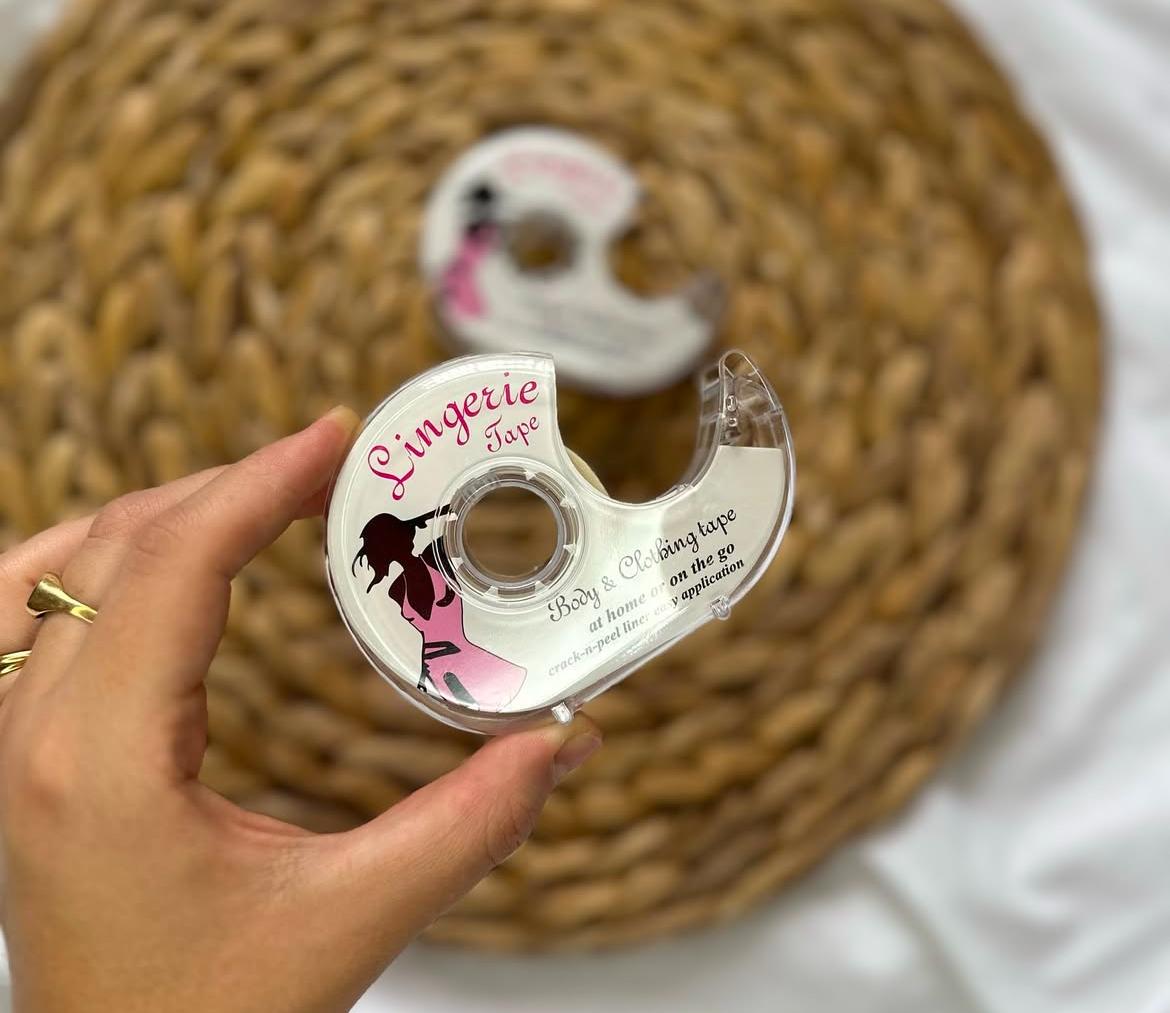 Lingerie
Tape
Body & Clothing tape
at home or on the go
crack-n-peel liner easy application